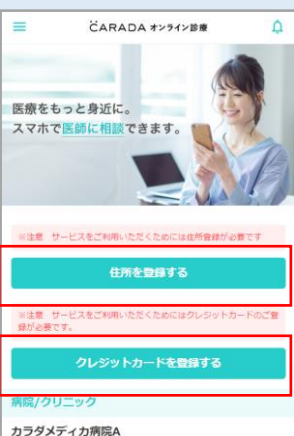 CARADA オンライン診療
医療をもっと身近に。
スマホで医師に相談できます。
※注意 サービスをご利用いただくためには住所登録が必要です
住所を登録する
※注意 サービスをご利用いただくためにはクレジットカードのご登
録が必要です。
クレジットカードを登録する
病院/クリニック
カラダメディカ病院A